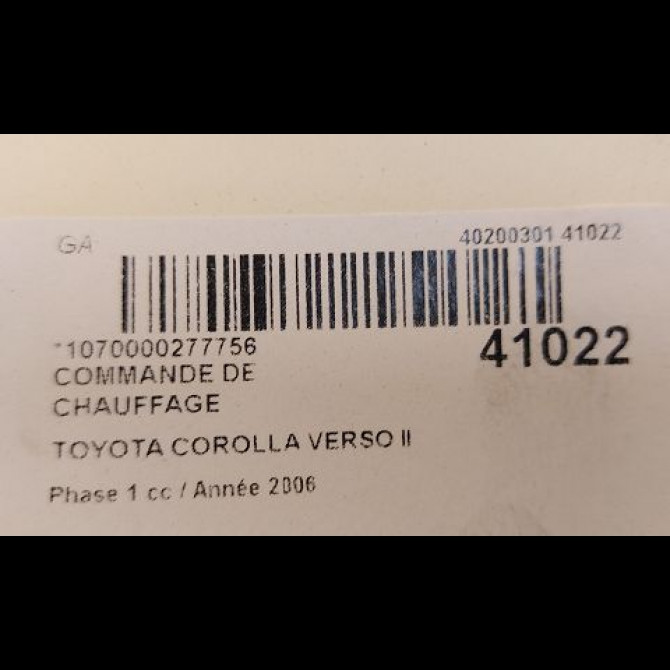 GA
40200301 41022
*1070000277756
41022
COMMANDE DE
CHAUFFAGE
TOYOTA COROLLA VERSO II
Phase 1 cc / Année 2006